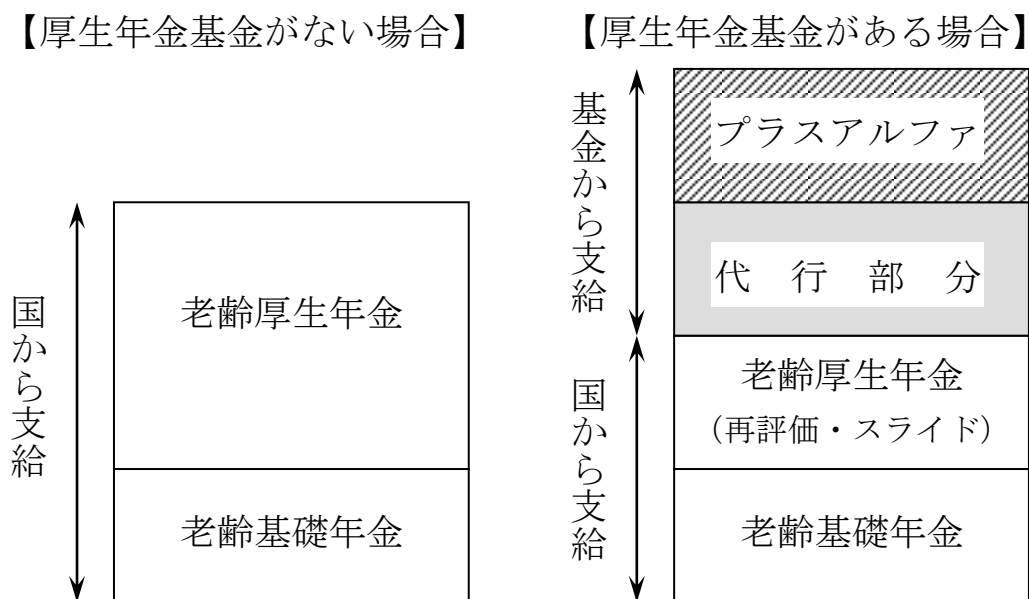 【厚生年金基金がない場合】
国から支給
老齢厚生年金
老齢基礎年金
【厚生年金基金がある場合】
基金から支給
プラスアルファ
代行部分
国から支給
老齢厚生年金
（再評価・スライド）
老齢基礎年金